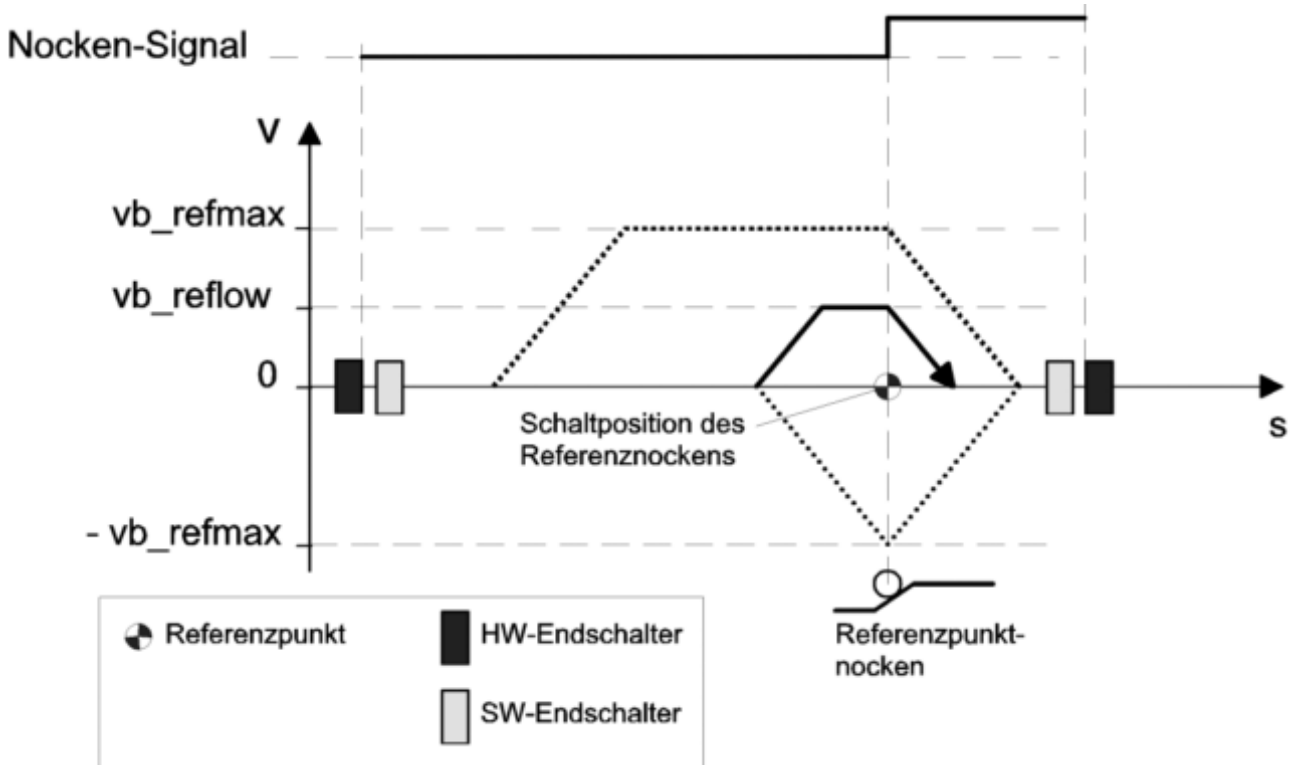 Nocken-Signal
V
vb_refmax
vb_reflow
0
Schaltposition des
Referenznockens
s
- vb_refmax
Referenzpunkt
HW-Endschalter
SW-Endschalter
Referenzpunkt-
nocken